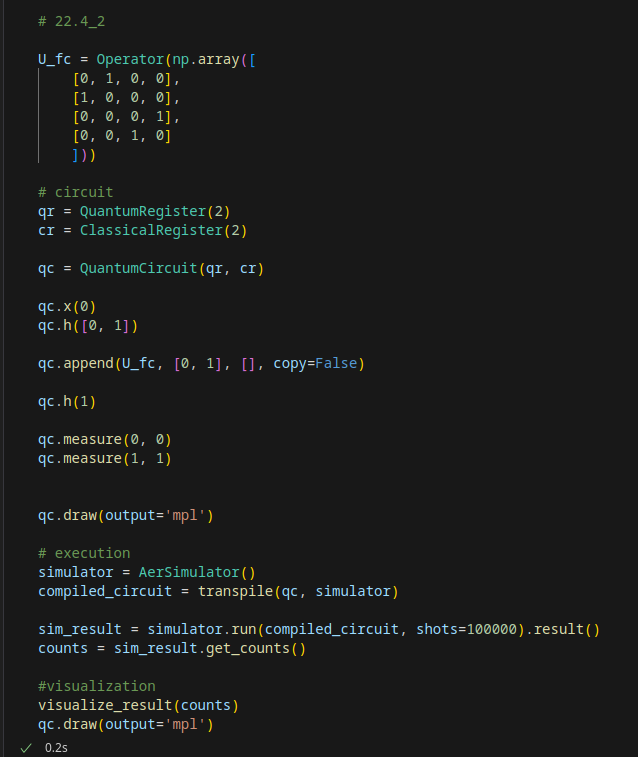 # 22.4_2
U_fc = Operator(np.array([
[0, 1, 0, 0],
[1, 0, 0, 0],
[0, 0, 0, 1],
[0, 0, 1, 0]
]))
# circuit
qr = QuantumRegister(2)
cr = ClassicalRegister(2)
qc = QuantumCircuit(qr, cr)
qc.x(0)
qc.h([0, 1])
qc.append(U_fc, [0, 1], [], copy=False)
qc.h(1)
qc.measure(0, 0)
qc.measure(1, 1)
qc.draw(output='mpl')
# execution
simulator = AerSimulator()
compiled_circuit = transpile(qc, simulator)
sim_result = simulator.run(compiled_circuit, shots=100000).result()
counts = sim_result.get_counts()
#visualization
visualize_result(counts)
qc.draw(output='mpl')
✓ 0.2s